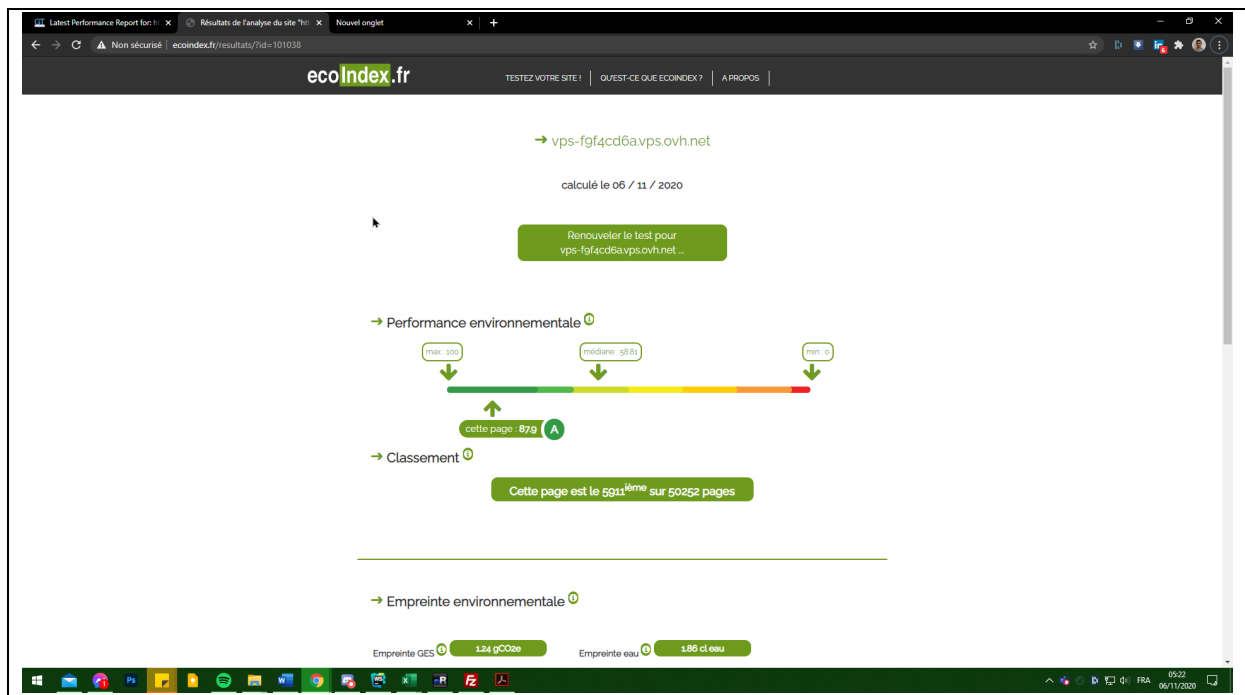 Latest Performance Report for: ht
Résultats de l'analyse du site "htt
Nouvel onglet
Non sécurisé | ecoindex.fr/resultats/?id=101038
ecoIndex.fr
TESTEZ VOTRE SITE ! | QU'EST-CE QUE ECOINDEX ? | A PROPOS |
→ vps-f9f4cd6a.vps.ovh.net
calculé le 06 / 11 / 2020
Renouveler le test pour
vps-f9f4cd6a.vps.ovh.net ...
→ Performance environnementale
max : 100
médiane : 58.81
min : 0
cette page : 87.9 A
→ Classement
Cette page est le 5911ième sur 50252 pages
→ Empreinte environnementale
Empreinte GES 1.24 gCO2e
Empreinte eau 1.86 cl eau
FRA
05:22
06/11/2020